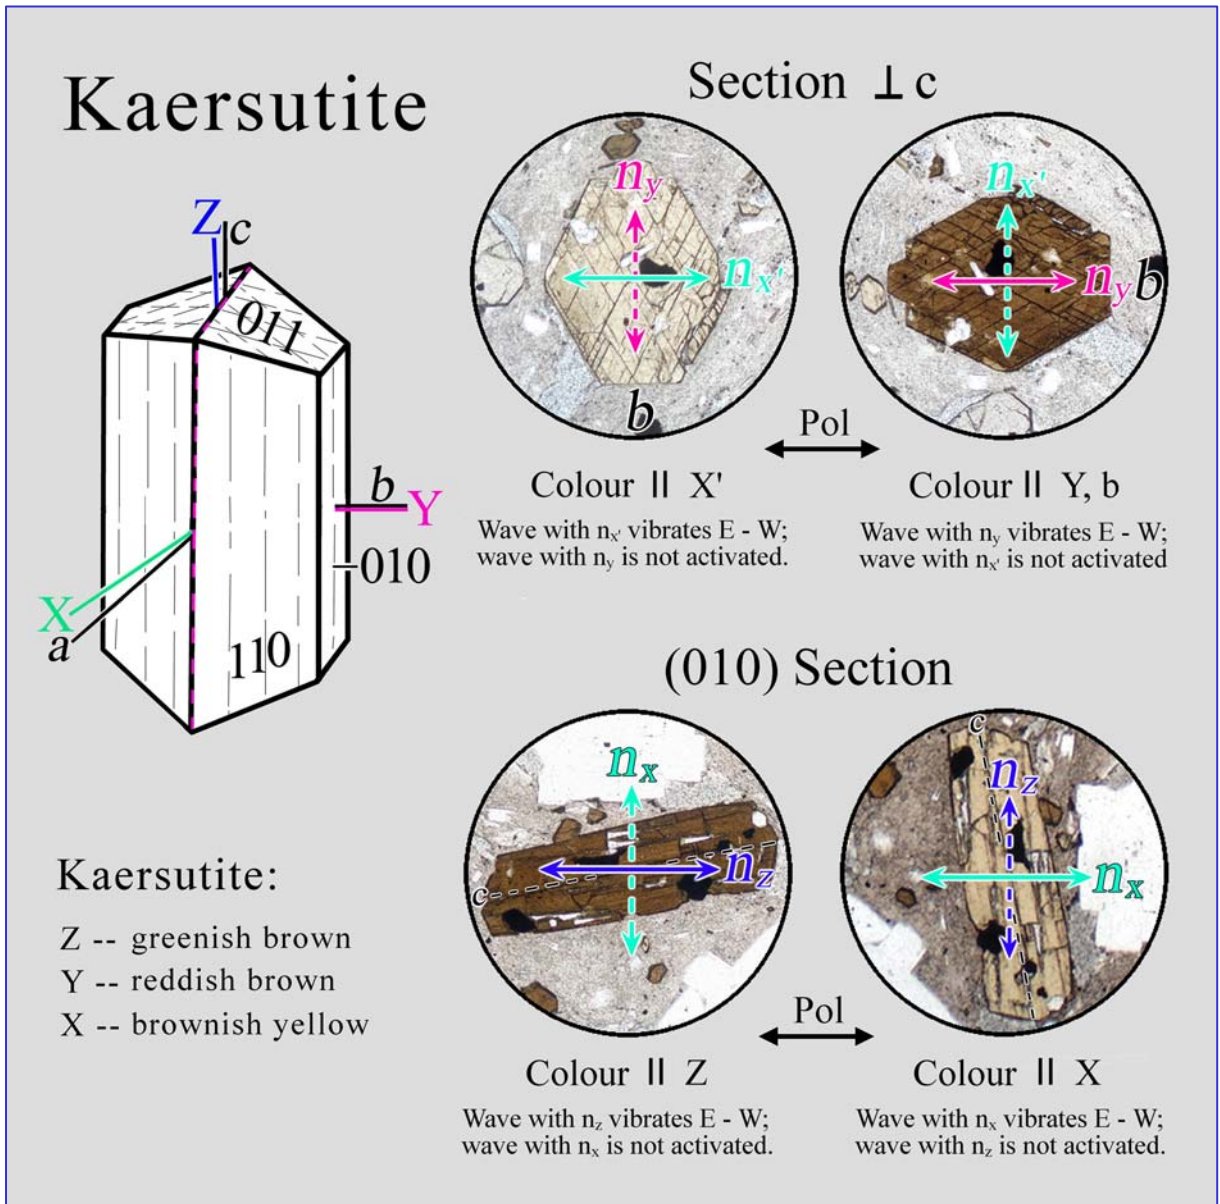 Kaersutite
Z
c
011
b
Y
010
X
a
110
Kaersutite:
Z -- greenish brown
Y -- reddish brown
X -- brownish yellow
Section ⊥ c
n_y
n_x'
b
n_x'
n_y b
Pol
Colour || X'
Wave with n_x' vibrates E - W;
wave with n_y is not activated.
Colour || Y, b
Wave with n_y vibrates E - W;
wave with n_x' is not activated
(010) Section
n_x
n_z
c
c
n_z
n_x
Pol
Colour || Z
Wave with n_z vibrates E - W;
wave with n_x is not activated.
Colour || X
Wave with n_x vibrates E - W;
wave with n_z is not activated.